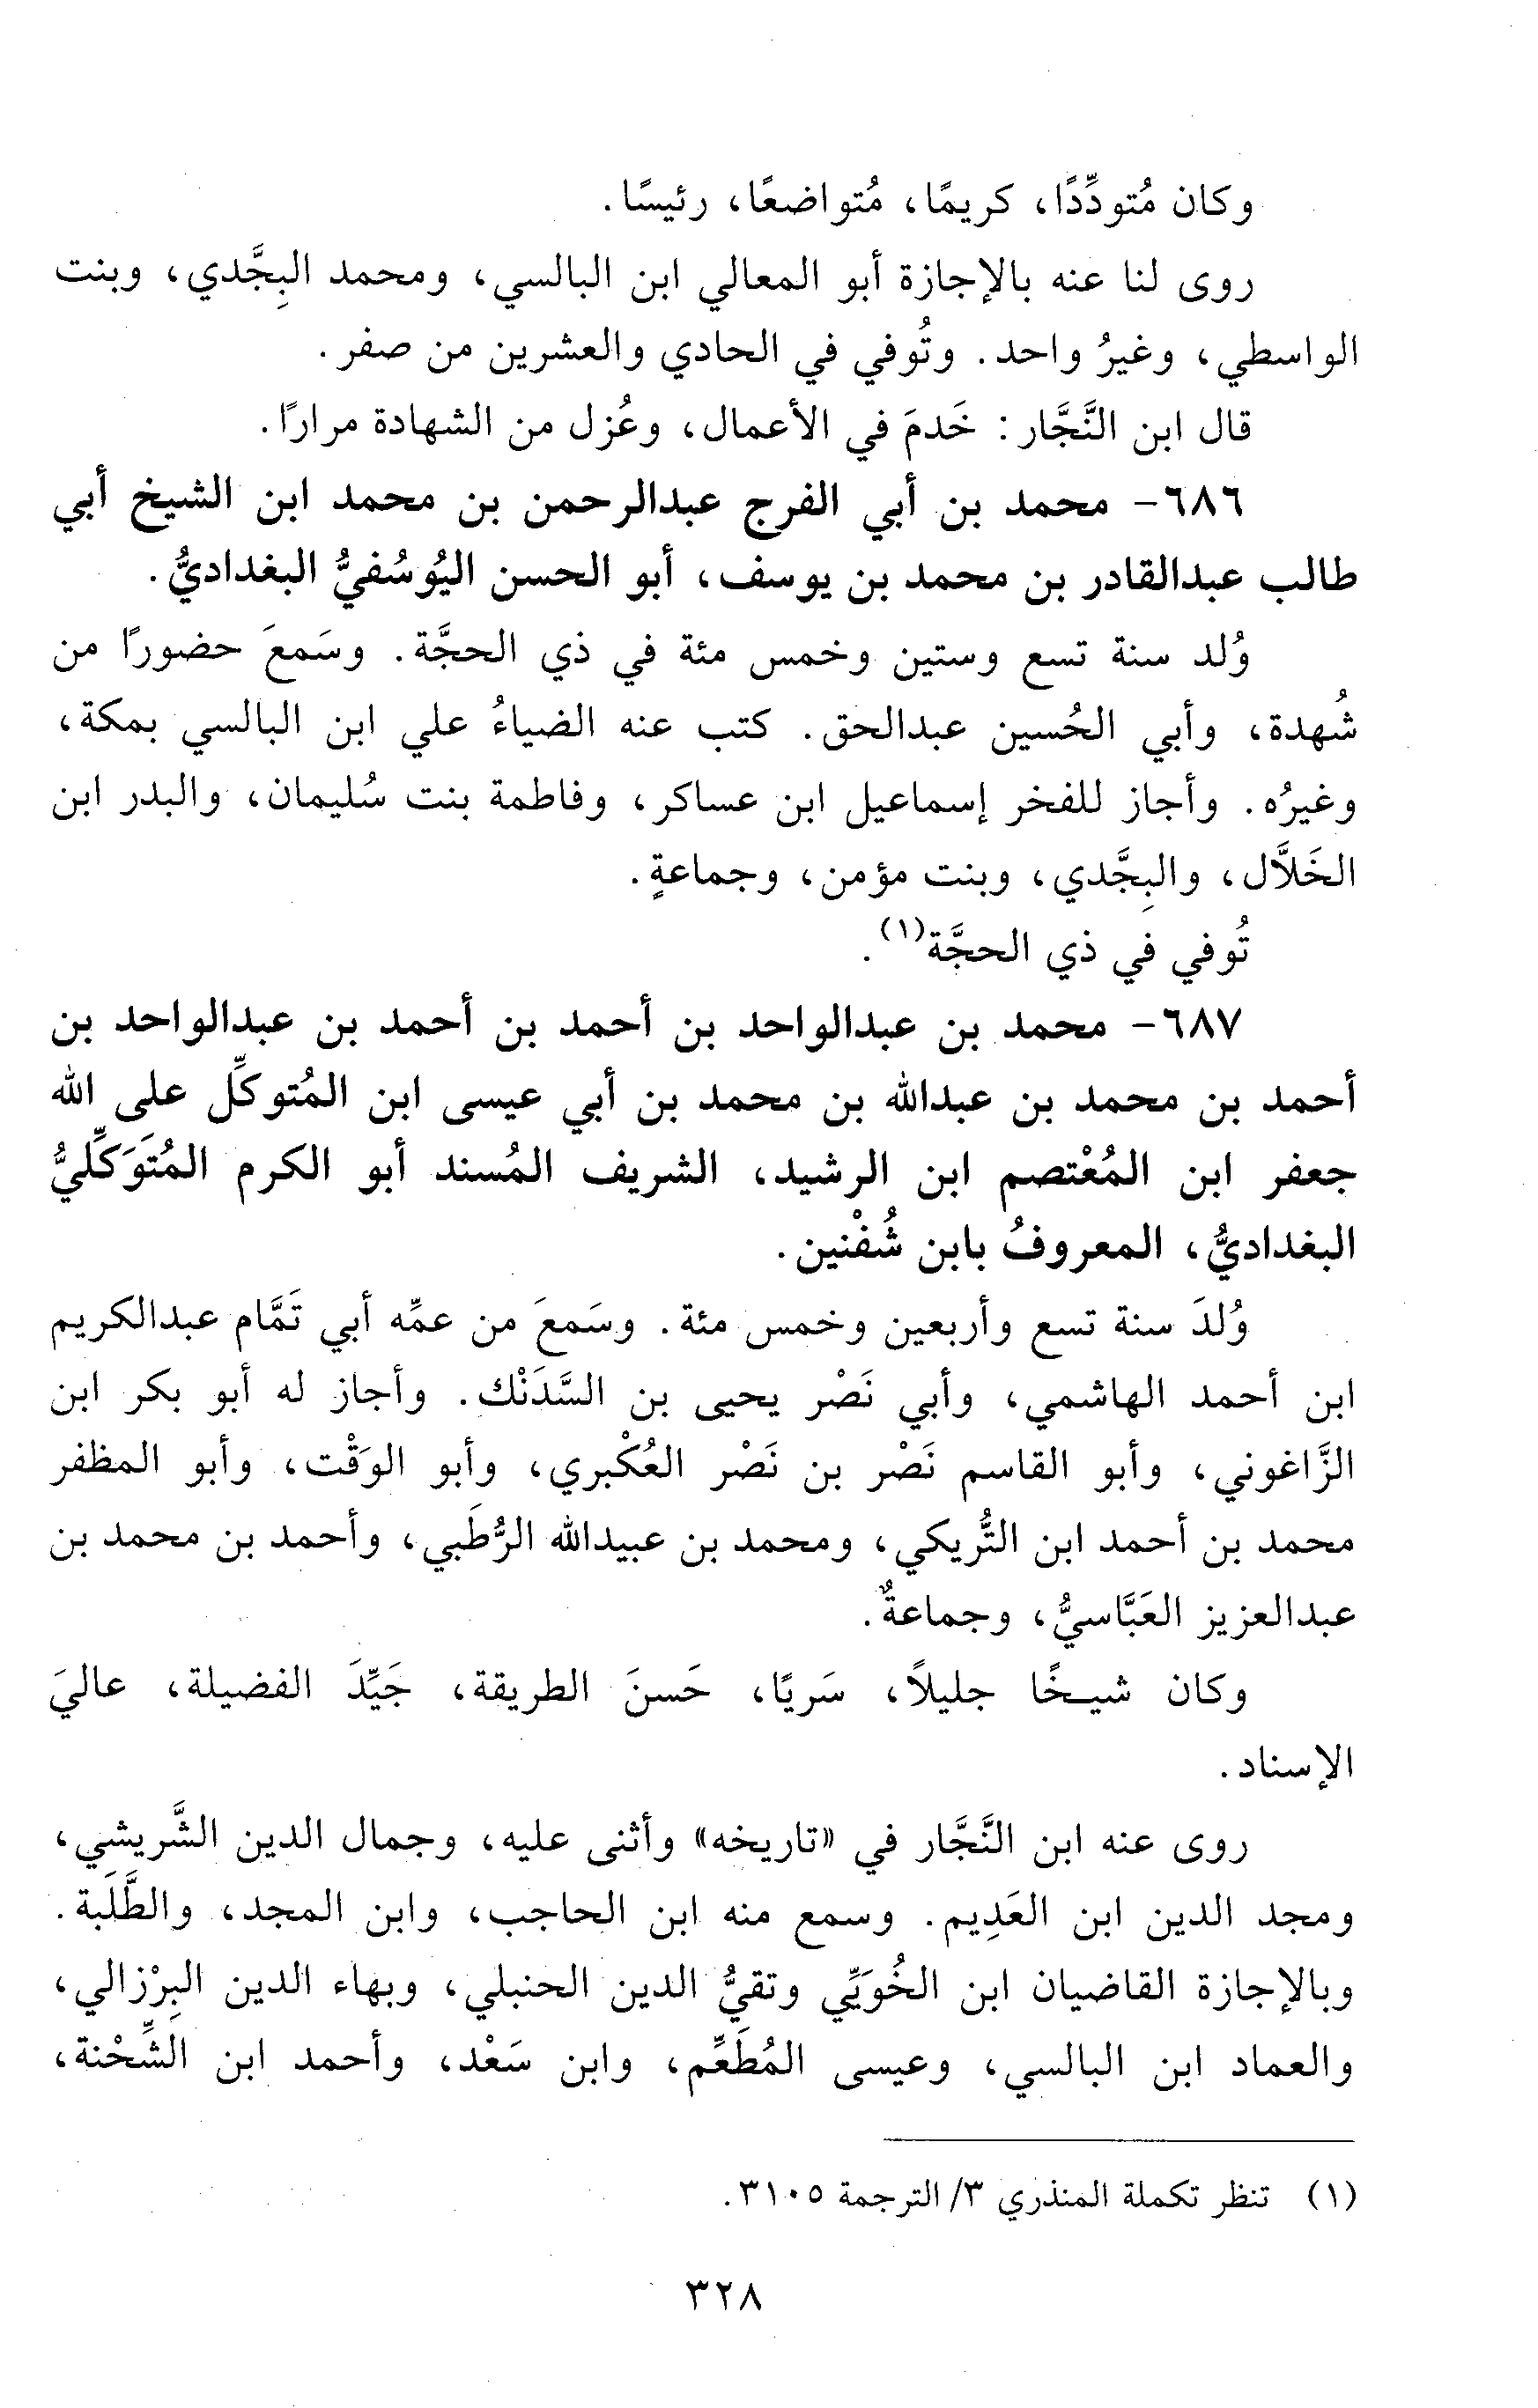 وكان مُتودِّدًا، كريمًا، مُتواضعًا، رئيسًا.
روى لنا عنه بالإجازة أبو المعالي ابن البالسي، ومحمد البِجَّدي، وبنت
الواسطي، وغيرُ واحد. وتُوفي في الحادي والعشرين من صفر.
قال ابن النَّجَّار: خَدمَ في الأعمال، وعُزل من الشهادة مرارًا.
٦٨٦- محمد بن أبي الفرج عبدالرحمن بن محمد ابن الشيخ أبي
طالب عبدالقادر بن محمد بن يوسف، أبو الحسن اليُوسُفيُّ البغداديُّ.
وُلد سنة تسع وستين وخمس مئة في ذي الحجَّة. وسَمعَ حضورًا من
شُهدة، وأبي الحُسين عبدالحق. كتب عنه الضياءُ علي ابن البالسي بمكة،
وغيرُه. وأجاز للفخر إسماعيل ابن عساكر، وفاطمة بنت سُليمان، والبدر ابن
الخَلاَّل، والبِجَّدي، وبنت مؤمن، وجماعةٍ.
تُوفي في ذي الحجَّة(١).
٦٨٧- محمد بن عبدالواحد بن أحمد بن أحمد بن عبدالواحد بن
أحمد بن محمد بن عبدالله بن محمد بن أبي عيسى ابن المُتوكِّل على الله
جعفر ابن المُعْتصم ابن الرشيد، الشريف المُسند أبو الكرم المُتَوَكِّليُّ
البغداديُّ، المعروفُ بابن شُفْنين.
وُلدَ سنة تسع وأربعين وخمس مئة. وسَمعَ من عمِّه أبي تَمَّام عبدالكريم
ابن أحمد الهاشمي، وأبي نَصْر يحيى بن السَّدَنْك. وأجاز له أبو بكر ابن
الزَّاغوني، وأبو القاسم نَصْر بن نَصْر العُكْبري، وأبو الوَقْت، وأبو المظفر
محمد بن أحمد ابن التُّريكي، ومحمد بن عبيدالله الرُّطَبي، وأحمد بن محمد بن
عبدالعزيز العَبَّاسيُّ، وجماعةٌ.
وكان شيخًا جليلاً، سَريًا، حَسنَ الطريقة، جَيِّدَ الفضيلة، عاليَ
الإسناد.
روى عنه ابن النَّجَّار في «تاريخه» وأثنى عليه، وجمال الدين الشَّريشي،
ومجد الدين ابن العَدِيم. وسمع منه ابن الحاجب، وابن المجد، والطَّلَبة.
وبالإجازة القاضيان ابن الخُوَيِّي وتقيُّ الدين الحنبلي، وبهاء الدين البِرْزالي،
والعماد ابن البالسي، وعيسى المُطَعِّم، وابن سَعْد، وأحمد ابن الشِّحْنة،
(١) تنظر تكملة المنذري ٣/ الترجمة ٣١٠٥.
٣٢٨